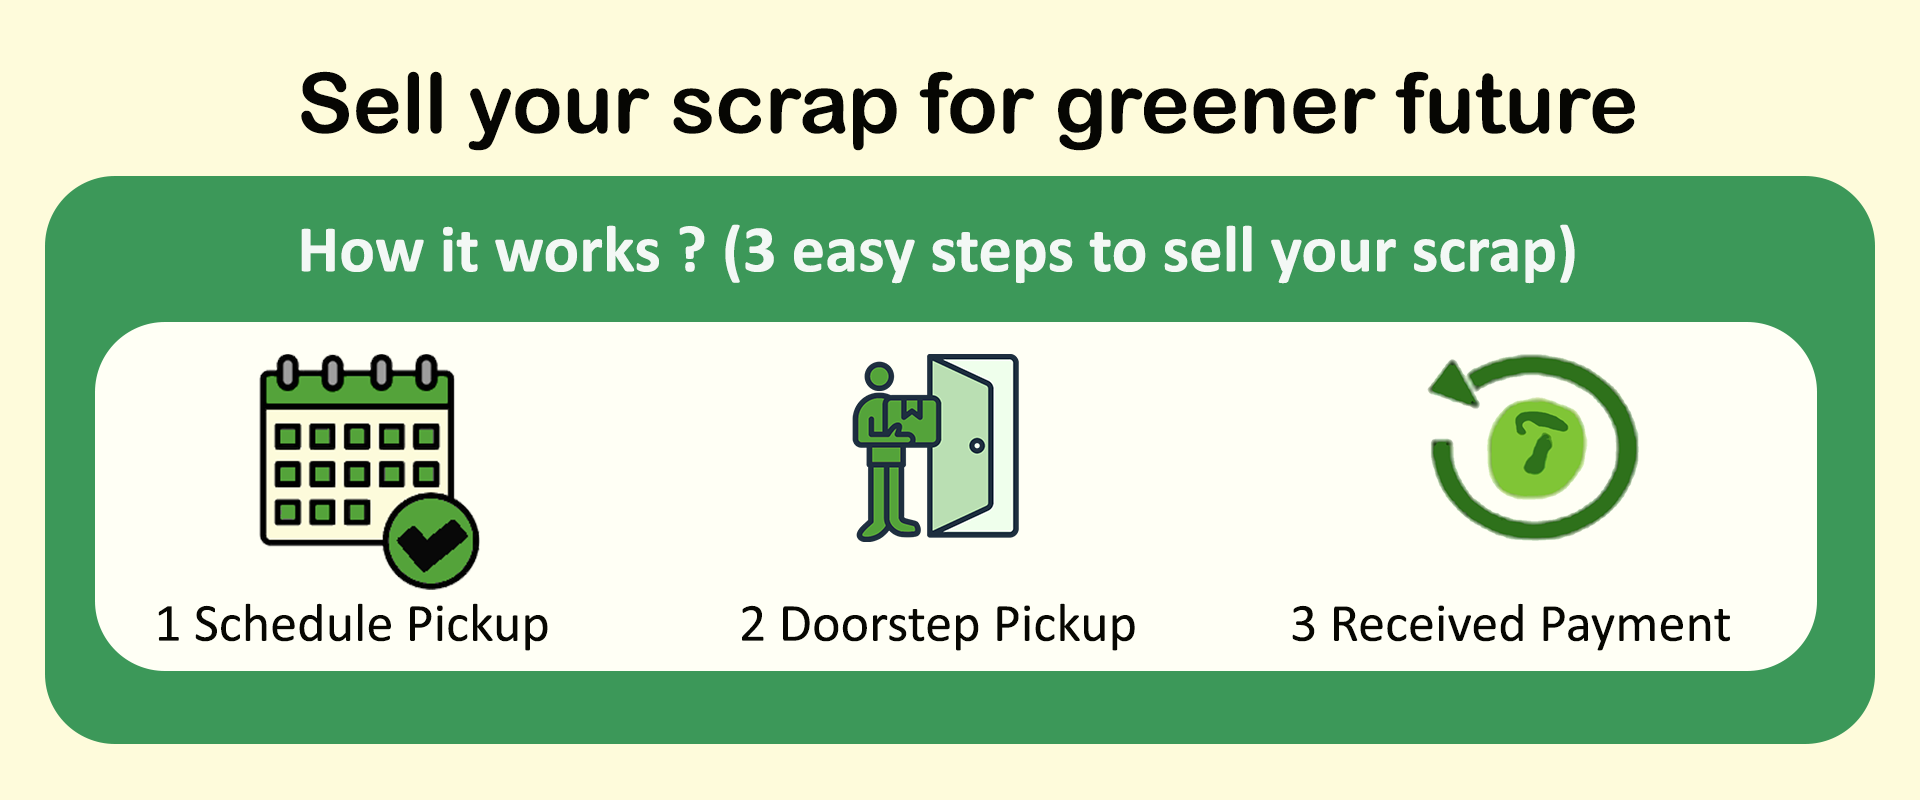 Sell your scrap for greener future
How it works ? (3 easy steps to sell your scrap)
1 Schedule Pickup
2 Doorstep Pickup
3 Received Payment